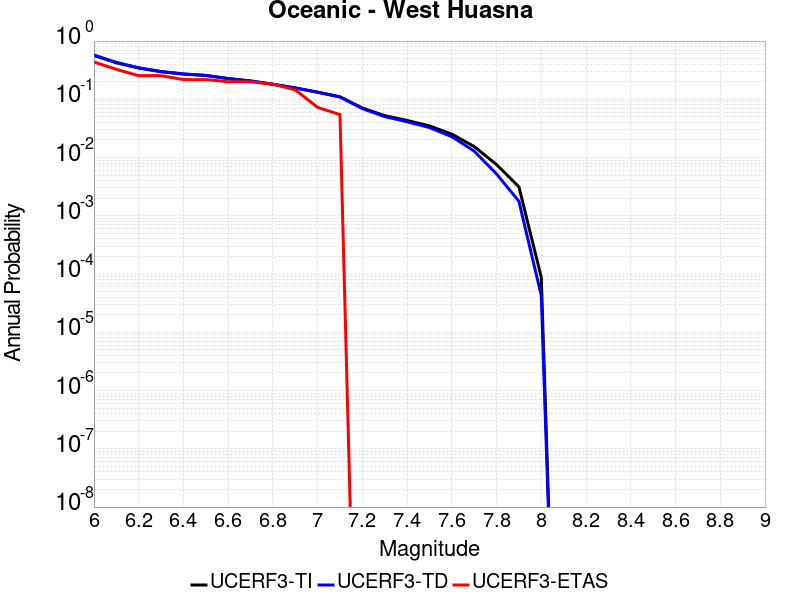 Oceanic - West Huasna
10^0
10^-1
10^-2
10^-3
10^-4
10^-5
10^-6
10^-7
10^-8
Annual Probability
6 6.2 6.4 6.6 6.8 7 7.2 7.4 7.6 7.8 8 8.2 8.4 8.6 8.8 9
Magnitude
UCERF3-TI UCERF3-TD UCERF3-ETAS